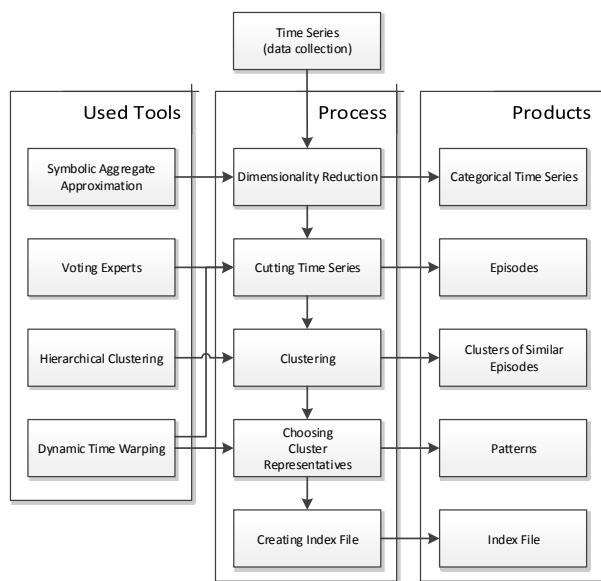 Time Series
(data collection)
Used Tools
Process
Products
Symbolic Aggregate
Approximation
Dimensionality Reduction
Categorical Time Series
Voting Experts
Cutting Time Series
Episodes
Hierarchical Clustering
Clustering
Clusters of Similar
Episodes
Dynamic Time Warping
Choosing
Cluster
Representatives
Patterns
Creating Index File
Index File